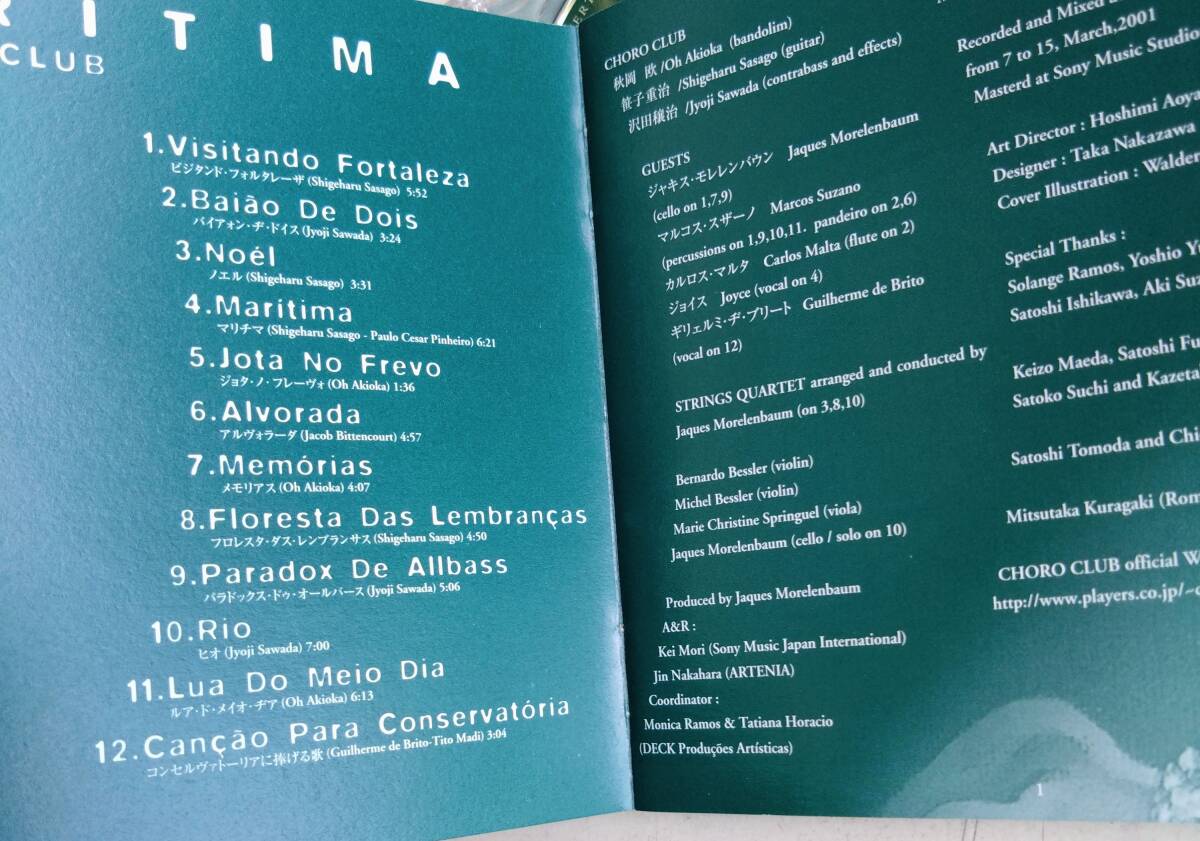 RITIMA
CLUB
1.Visitando Fortaleza
ビジタンド・フォルタレーザ (Shigeharu Sasago) 5:52
2.Baião De Dois
バイアォン・ヂ・ドイス (Jyoji Sawada) 3:24
3.Noél
ノエル (Shigeharu Sasago) 3:31
4.Maritima
マリチマ (Shigeharu Sasago - Paulo Cesar Pinheiro) 6:21
5.Jota No Frevo
ジョタ・ノ・フレーヴォ (Oh Akioka) 1:36
6.Alvorada
アルヴォラーダ (Jacob Bittencourt) 4:57
7.Memórias
メモリアス (Oh Akioka) 4:07
8.Floresta Das Lembranças
フロレスタ・ダス・レンブランサス (Shigeharu Sasago) 4:50
9.Paradox De Allbass
パラドックス・ドゥ・オールバース (Jyoji Sawada) 5:06
10.Rio
ヒオ (Jyoji Sawada) 7:00
11.Lua Do Meio Dia
ルア・ド・メイオ・ヂア (Oh Akioka) 6:13
12.Canção Para Conservatória
コンセルヴァトーリアに捧げる歌 (Guilherme de Brito-Tito Madi) 3:04
CHORO CLUB
秋岡 欧 /Oh Akioka (bandolim)
笹子重治 /Shigeharu Sasago (guitar)
沢田穣治 /Jyoji Sawada (contrabass and effects)
GUESTS
ジャキス・モレレンバウン Jaques Morelenbaum
(cello on 1,7,9)
マルコス・スザーノ Marcos Suzano
(percussions on 1,9,10,11. pandeiro on 2,6)
カルロス・マルタ Carlos Malta (flute on 2)
ジョイス Joyce (vocal on 4)
ギリェルミ・ヂ・ブリート Guilherme de Brito
(vocal on 12)
STRINGS QUARTET arranged and conducted by
Jaques Morelenbaum (on 3,8,10)
Bernardo Bessler (violin)
Michel Bessler (violin)
Marie Christine Springuel (viola)
Jaques Morelenbaum (cello / solo on 10)
Produced by Jaques Morelenbaum
A&R :
Kei Mori (Sony Music Japan International)
Jin Nakahara (ARTENIA)
Coordinator :
Monica Ramos & Tatiana Horacio
(DECK Produções Artísticas)
Recorded and Mixed
from 7 to 15, March,2001
Masterd at Sony Music Studio
Art Director : Hoshimi Aoya
Designer : Taka Nakazawa
Cover Illustration : Walde
Special Thanks :
Solange Ramos, Yoshio Y
Satoshi Ishikawa, Aki Suz
Keizo Maeda, Satoshi Fu
Satoko Suchi and Kazeta
Satoshi Tomoda and Chi
Mitsutaka Kuragaki (Rom
CHORO CLUB official W
http://www.players.co.jp/~c
1